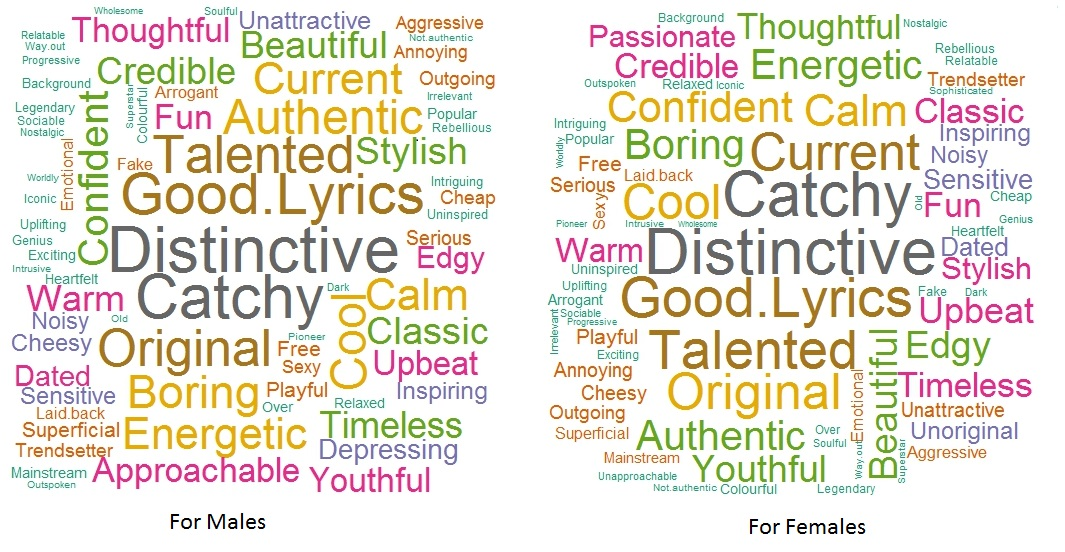 Wholesome
Soulful
Thoughtful
Unattractive
Aggressive
Relatable
Way.out
Beautiful
Not.authentic
Annoying
Progressive
Credible
Current
Outgoing
Background
Superstar
Colourful
Arrogant
Irrelevant
Legendary
Sociable
Nostalgic
Confident
Fun
Authentic
Popular
Rebellious
Emotional
Fake
Talented
Stylish
Worldly
Iconic
Good.Lyrics
Intriguing
Cheap
Uninspired
Uplifting
Genius
Exciting
Intrusive
Heartfelt
Distinctive
Serious
Edgy
Warm
Catchy
Dark
Calm
Noisy
Old
Cheesy
Original
Pioneer
Free
Sexy
Cool
Classic
Upbeat
Dated
Sensitive
Boring
Playful
Inspiring
Laid.back
Over
Relaxed
Superficial
Trendsetter
Energetic
Timeless
Depressing
Mainstream
Outspoken
Approachable
Youthful
For Males
Background
Thoughtful
Nostalgic
Passionate
Credible
Energetic
Rebellious
Relatable
Outspoken
Relaxed
Iconic
Trendsetter
Sophisticated
Confident
Calm
Classic
Intriguing
Popular
Worldly
Boring
Current
Inspiring
Noisy
Free
Serious
Laid.back
Sexy
Cool
Catchy
Sensitive
Old
Fun
Cheap
Genius
Pioneer
Intrusive
Wholesome
Heartfelt
Warm
Distinctive
Dated
Stylish
Uninspired
Uplifting
Arrogant
Sociable
Progressive
Irrelevant
Good.Lyrics
Fake
Dark
Upbeat
Playful
Exciting
Talented
Beautiful
Edgy
Annoying
Cheesy
Original
Emotional
Timeless
Outgoing
Superficial
Authentic
Over
Soulful
Unattractive
Unoriginal
Mainstream
Way.out
Superstar
Aggressive
Unapproachable
Youthful
Not.authentic
Colourful
Legendary
For Females